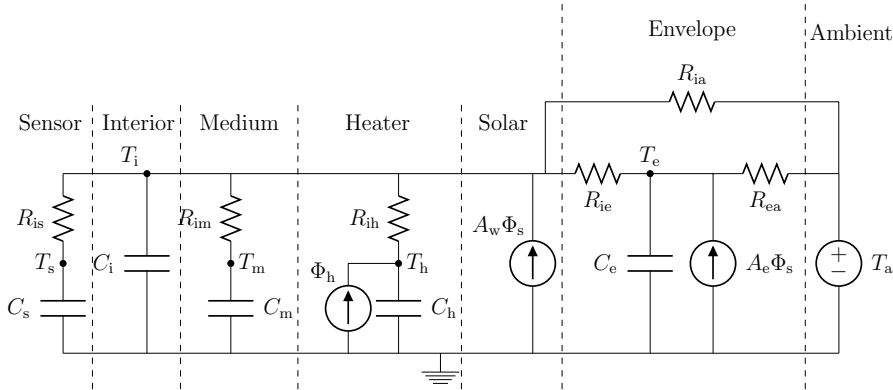 Envelope
Ambient
R_ia
Sensor
Interior
Medium
Heater
Solar
T_i
T_e
R_is
R_im
R_ih
A_wΦ_s
R_ie
R_ea
T_s
C_i
T_m
Φ_h
T_h
C_e
A_eΦ_s
T_a
C_s
C_m
C_h